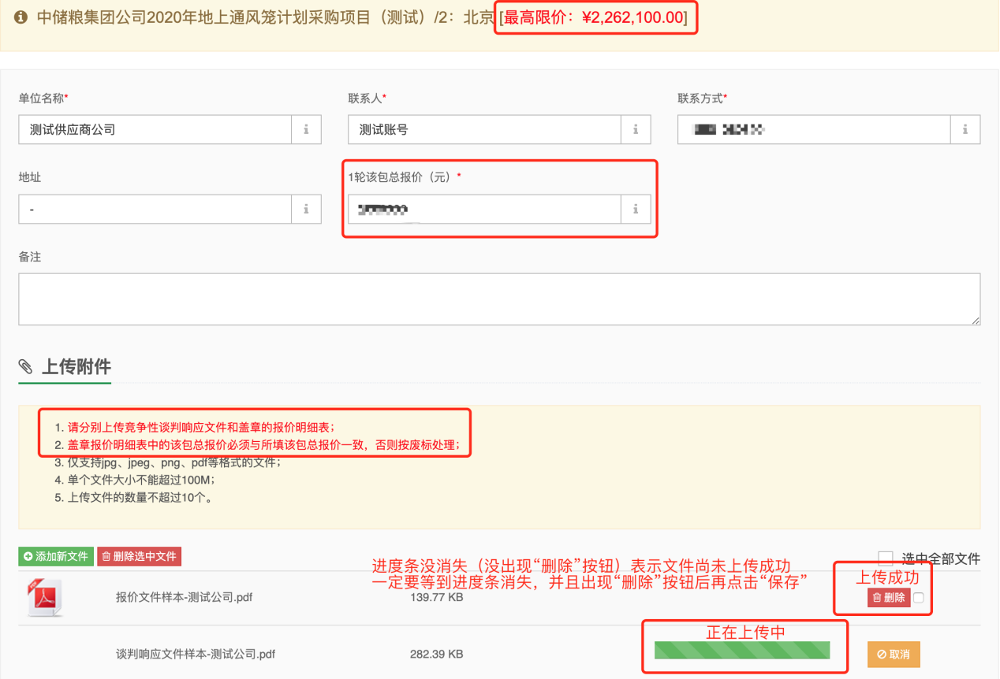 中储粮集团公司2020年地上通风笼计划采购项目（测试）/2：北京 [最高限价：¥2,262,100.00]
单位名称* 联系人* 联系方式*
测试供应商公司 测试账号
地址 1轮该包总报价（元）*
-
备注
上传附件
1. 请分别上传竞争性谈判响应文件和盖章的报价明细表；
2. 盖章报价明细表中的该包总报价必须与所填该包总报价一致，否则按废标处理；
3. 仅支持jpg、jpeg、png、pdf等格式的文件；
4. 单个文件大小不能超过100M；
5. 上传文件的数量不超过10个。
添加新文件 删除选中文件 选中全部文件
进度条没消失（没出现“删除”按钮）表示文件尚未上传成功
一定要等到进度条消失，并且出现“删除”按钮后再点击“保存”
上传成功
报价文件样本-测试公司.pdf 139.77 KB 删除
正在上传中
谈判响应文件样本-测试公司.pdf 282.39 KB 取消